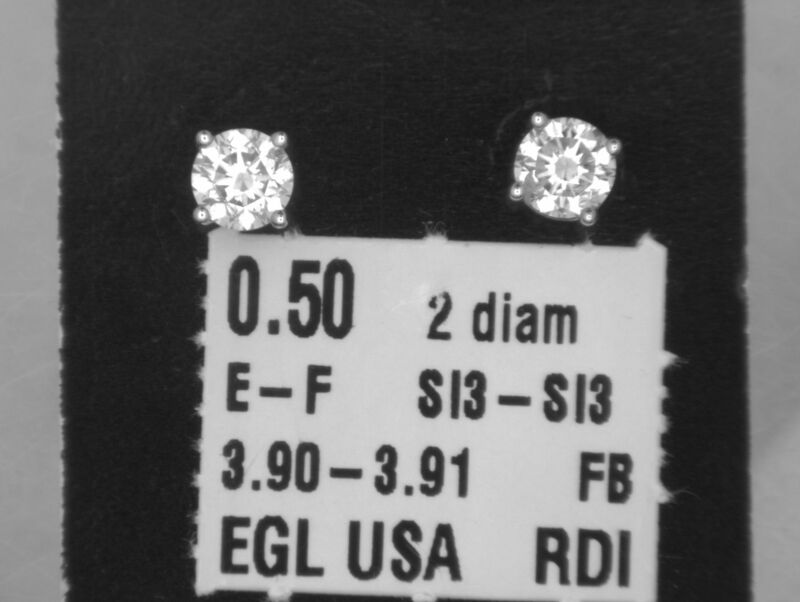 0.50 2 diam
E-F SI3-SI3
3.90-3.91 FB
EGL USA RDI